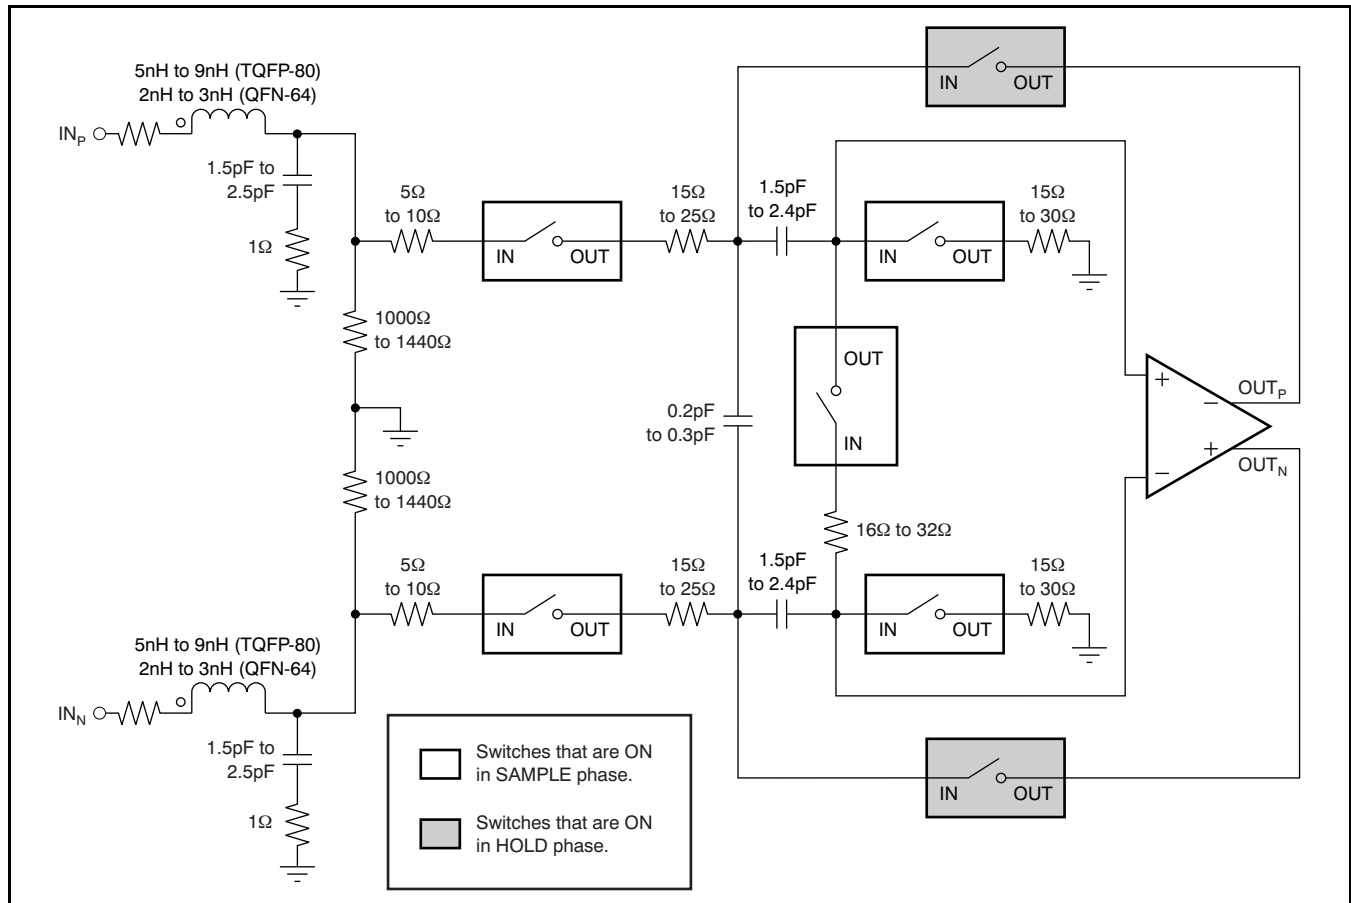 IN OUT
5nH to 9nH (TQFP-80)
2nH to 3nH (QFN-64)
INP
1.5pF to
2.5pF
1Ω
5Ω
to 10Ω
IN OUT
15Ω
to 25Ω
1.5pF
to 2.4pF
IN OUT
15Ω
to 30Ω
1000Ω
to 1440Ω
OUT
IN
0.2pF
to 0.3pF
+
−
−
+
OUTP
OUTN
1000Ω
to 1440Ω
16Ω to 32Ω
5Ω
to 10Ω
IN OUT
15Ω
to 25Ω
1.5pF
to 2.4pF
IN OUT
15Ω
to 30Ω
5nH to 9nH (TQFP-80)
2nH to 3nH (QFN-64)
INN
1.5pF to
2.5pF
1Ω
Switches that are ON
in SAMPLE phase.
Switches that are ON
in HOLD phase.
IN OUT